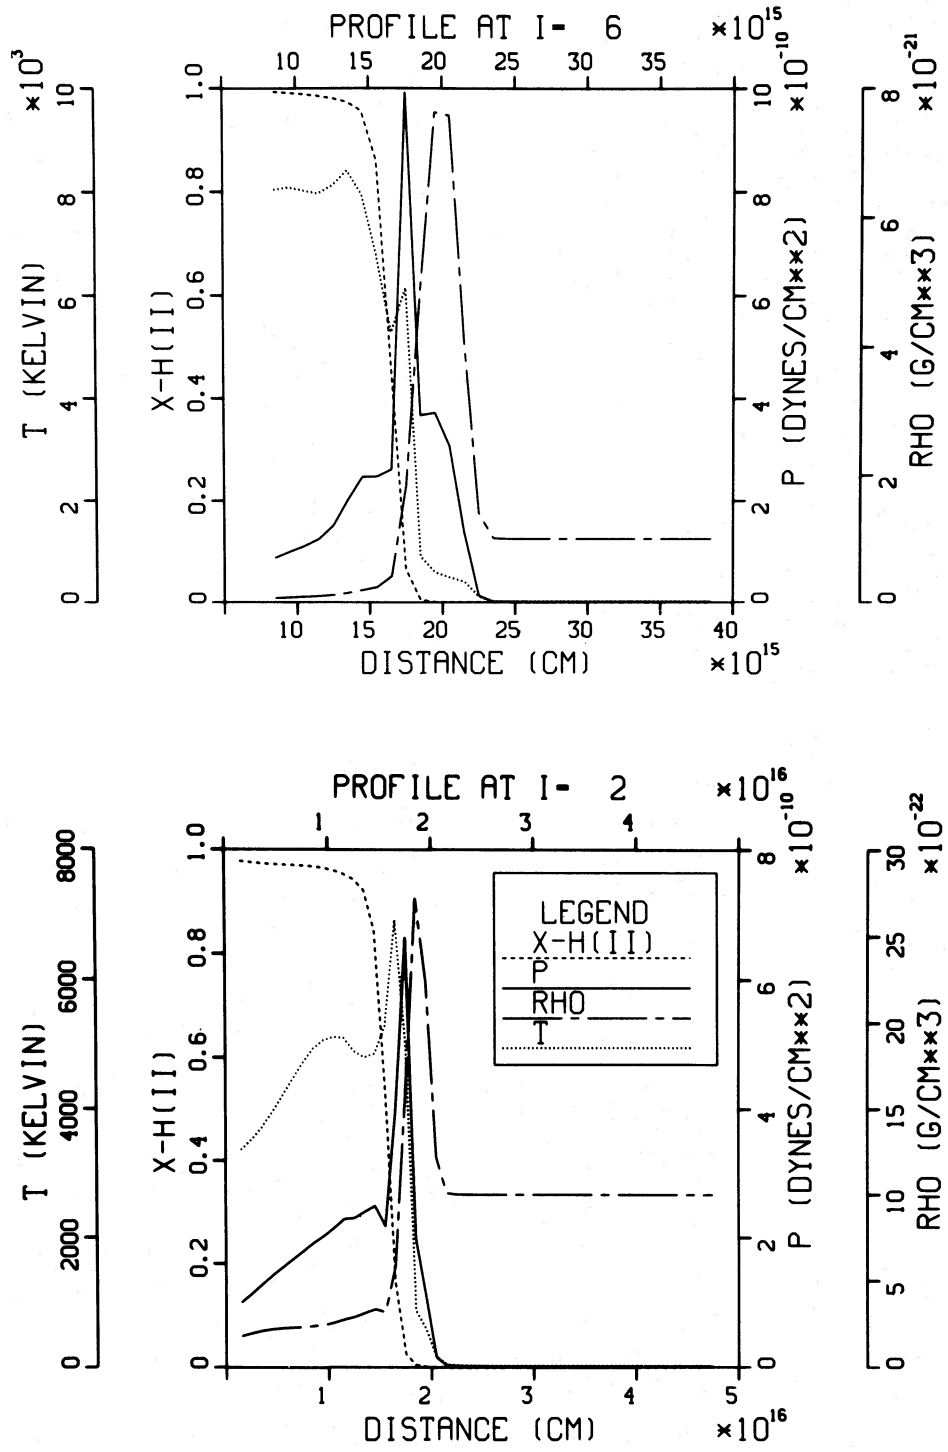 PROFILE AT I- 6 *10^15
10 15 20 25 30 35
*10^3
T (KELVIN)
0 2 4 6 8 10
X-H(II)
0 0.2 0.4 0.6 0.8 1.0
*10^-10
P (DYNES/CM**2)
0 2 4 6 8 10
*10^-21
RHO (G/CM**3)
0 2 4 6 8
10 15 20 25 30 35 40
DISTANCE (CM) *10^15
PROFILE AT I- 2 *10^16
1 2 3 4
T (KELVIN)
0 2000 4000 6000 8000
X-H(II)
0 0.2 0.4 0.6 0.8 1.0
LEGEND
X-H(II)
P
RHO
T
*10^-10
P (DYNES/CM**2)
0 2 4 6 8
*10^-22
RHO (G/CM**3)
0 5 10 15 20 25 30
1 2 3 4 5
DISTANCE (CM) *10^16